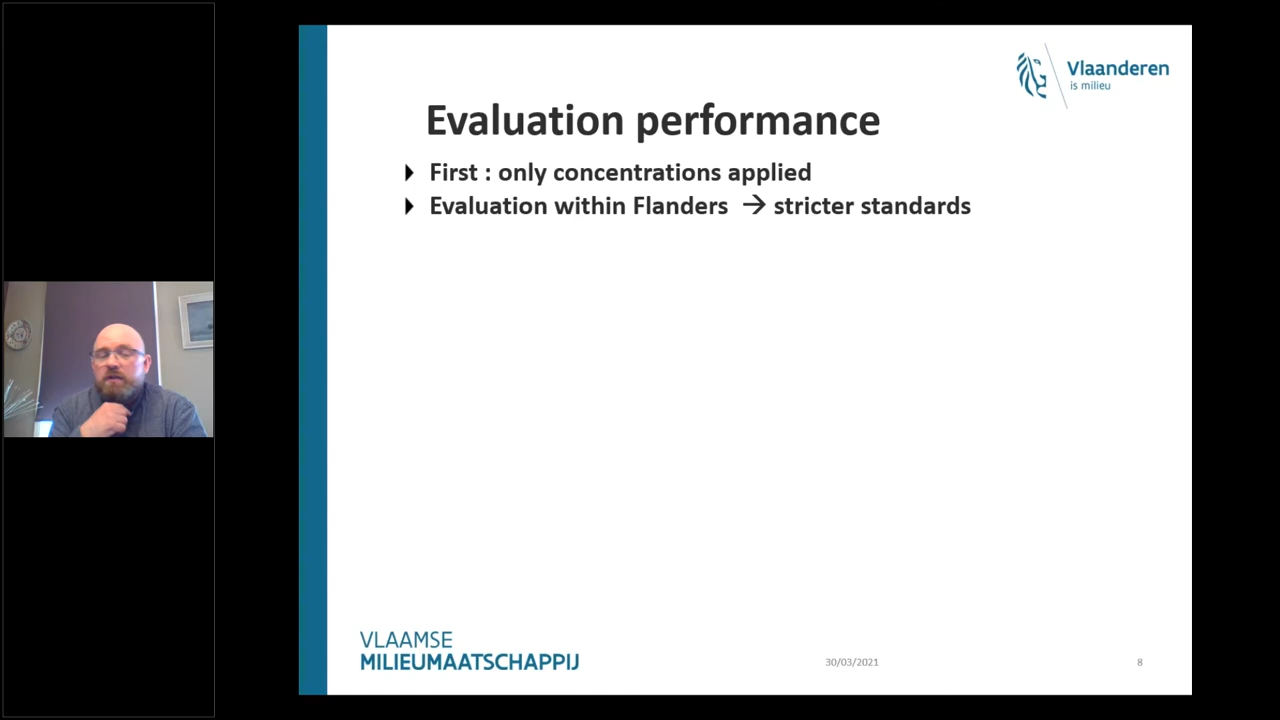 Vlaanderen
is milieu
Evaluation performance
First : only concentrations applied
Evaluation within Flanders → stricter standards
VLAAMSE
MILIEUMAATSCHAPPIJ
30/03/2021
8